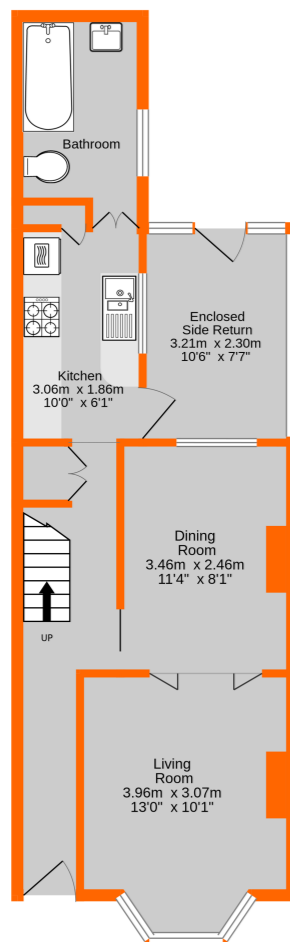 Bathroom
Enclosed
Side Return
3.21m x 2.30m
10'6" x 7'7"
Kitchen
3.06m x 1.86m
10'0" x 6'1"
Dining
Room
3.46m x 2.46m
11'4" x 8'1"
UP
Living
Room
3.96m x 3.07m
13'0" x 10'1"